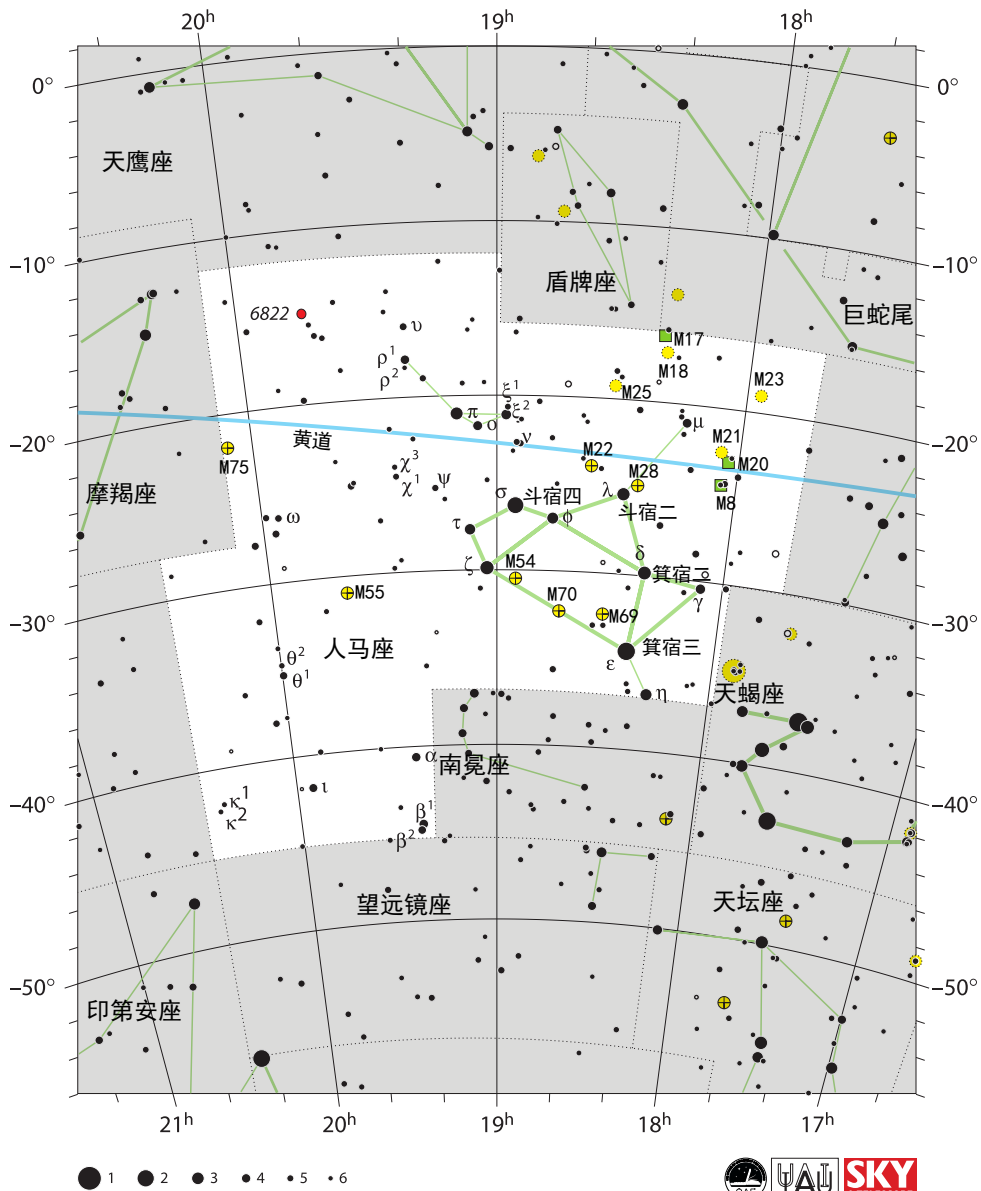 20h 19h 18h
0° 0°
天鹰座
–10° 盾牌座 –10°
6822 υ 巨蛇尾
M17
ρ1 M18
ρ2 M25 M23
ξ1
π ο ξ2 μ
黄道 ν M21
M22 M20
–20° –20°
M75 χ3 M28
χ1 ψ M8
摩羯座 σ 斗宿四 λ 斗宿二
ω τ φ
ζ M54 δ 箕宿二
M55 M70 γ
M69
–30° –30°
人马座 ε 箕宿三
θ2
θ1 η 天蝎座
α 南冕座
ι
–40° κ1 –40°
κ2 β1
β2
望远镜座 天坛座
–50° –50°
印第安座
21h 20h 19h 18h 17h
1 2 3 4 5 6
IAU SKY